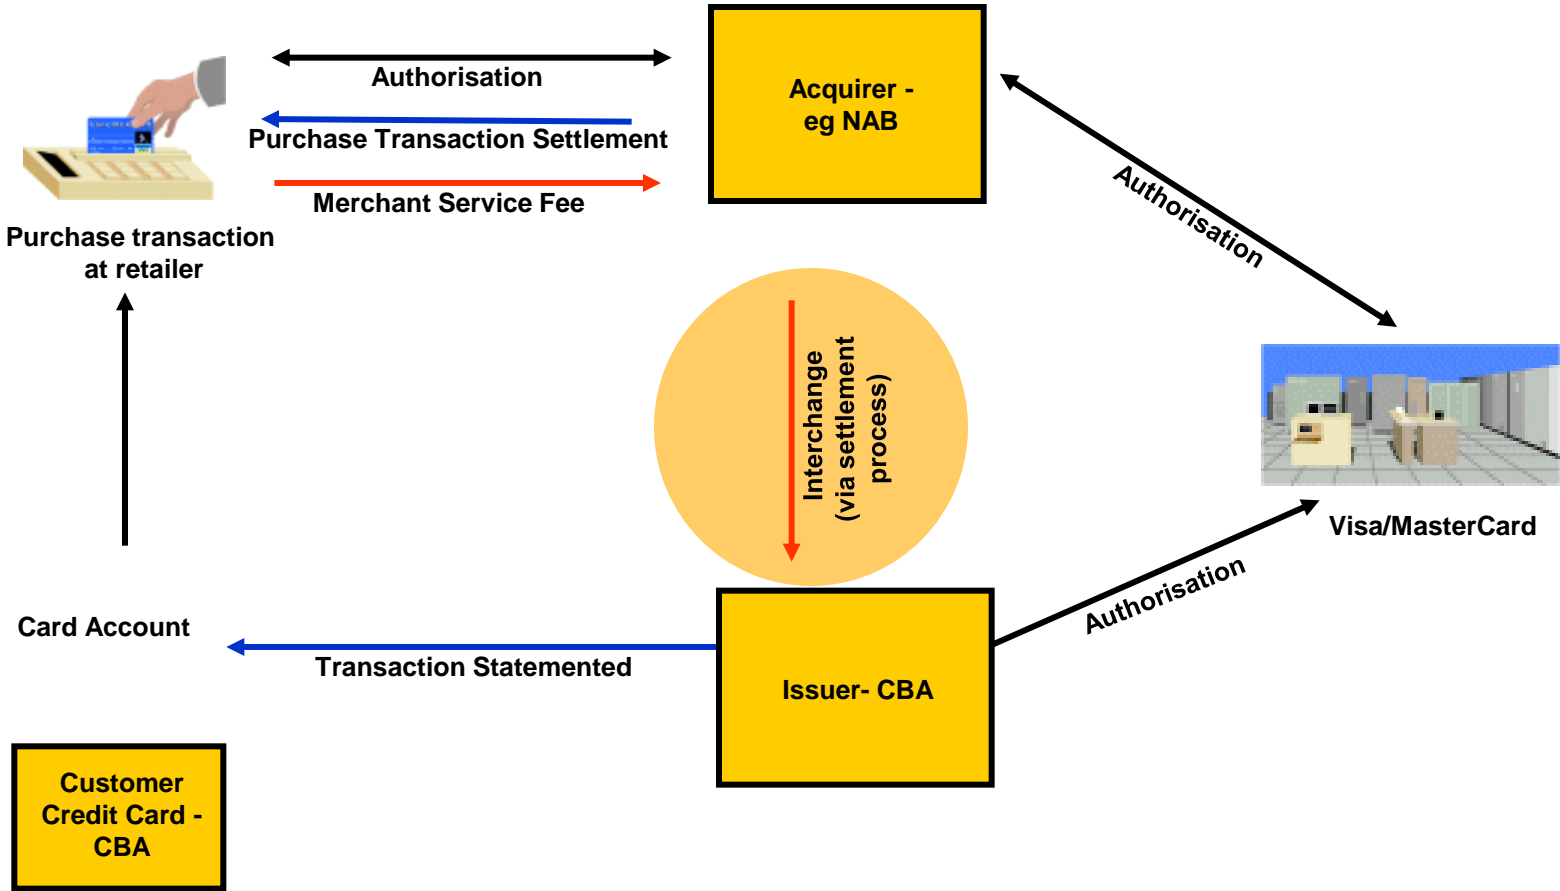 Authorisation
Purchase Transaction Settlement
Merchant Service Fee
Purchase transaction
at retailer
Acquirer -
eg NAB
Authorisation
Interchange
(via settlement
process)
Visa/MasterCard
Authorisation
Card Account
Transaction Statemented
Issuer- CBA
Customer
Credit Card -
CBA